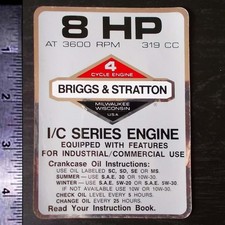 8 HP
AT 3600 RPM 319 CC
4
CYCLE ENGINE
BRIGGS & STRATTON
MILWAUKEE
WISCONSIN
USA
I/C SERIES ENGINE
EQUIPPED WITH FEATURES
FOR INDUSTRIAL/COMMERCIAL USE
Crankcase Oil Instructions:
USE OIL LABELED SC, SD, SE OR MS.
SUMMER — USE S.A.E. 30 OR 10W-30.
WINTER — USE S.A.E. 5W-20 OR S.A.E. 5W-30.
IF NOT AVAILABLE USE 10W OR 10W-30.
CHECK OIL LEVEL EVERY 5 HOURS.
CHANGE OIL EVERY 25 HOURS.
Read Your Instruction Book.